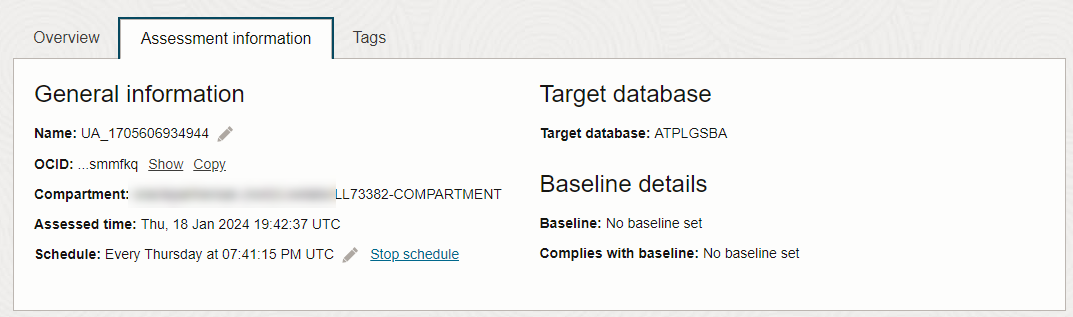 Overview
Assessment information
Tags
General information
Name: UA_1705606934944
OCID: ...smmfkq Show Copy
Compartment: LL73382-COMPARTMENT
Assessed time: Thu, 18 Jan 2024 19:42:37 UTC
Schedule: Every Thursday at 07:41:15 PM UTC Stop schedule
Target database
Target database: ATPLGSBA
Baseline details
Baseline: No baseline set
Complies with baseline: No baseline set